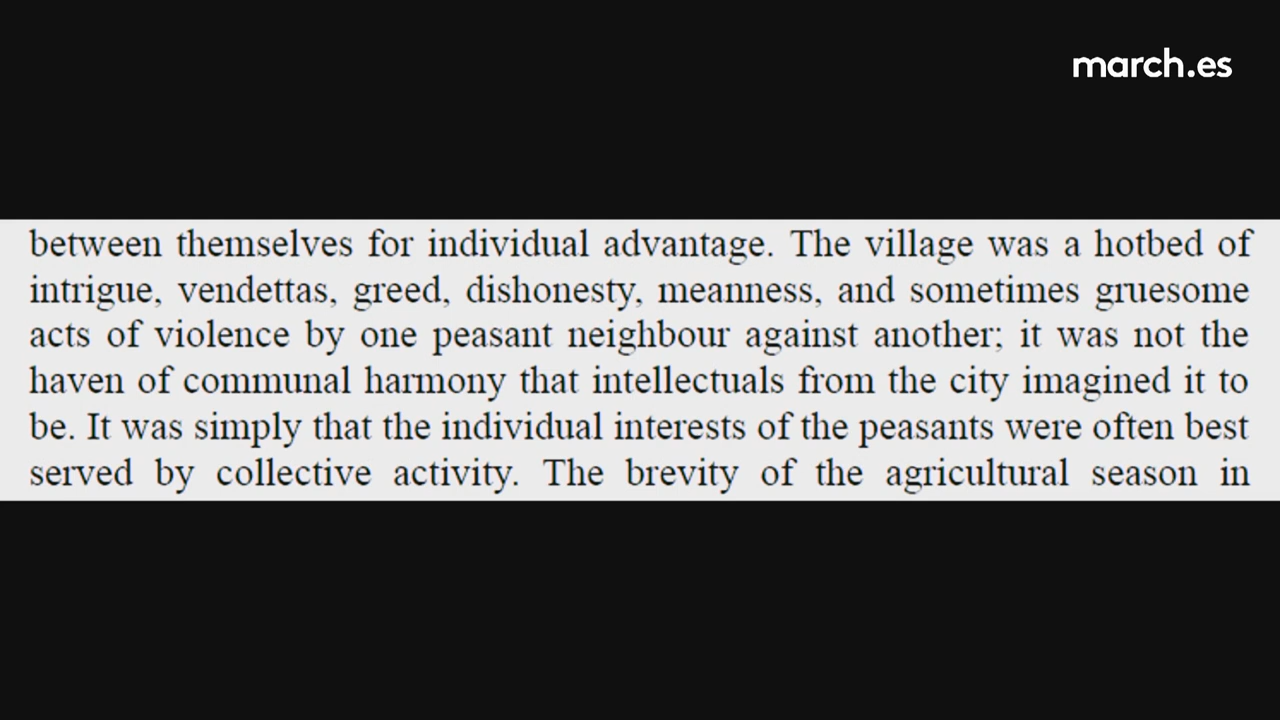 march.es
between themselves for individual advantage. The village was a hotbed of
intrigue, vendettas, greed, dishonesty, meanness, and sometimes gruesome
acts of violence by one peasant neighbour against another; it was not the
haven of communal harmony that intellectuals from the city imagined it to
be. It was simply that the individual interests of the peasants were often best
served by collective activity. The brevity of the agricultural season in